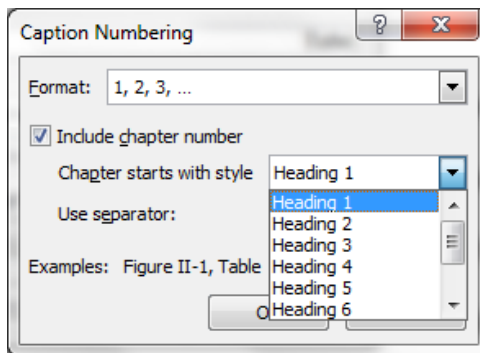 Caption Numbering
Format: 1, 2, 3, …
Include chapter number
Chapter starts with style Heading 1
Heading 1
Heading 2
Use separator:
Heading 3
Examples: Figure II-1, Table
Heading 4
Heading 5
Heading 6